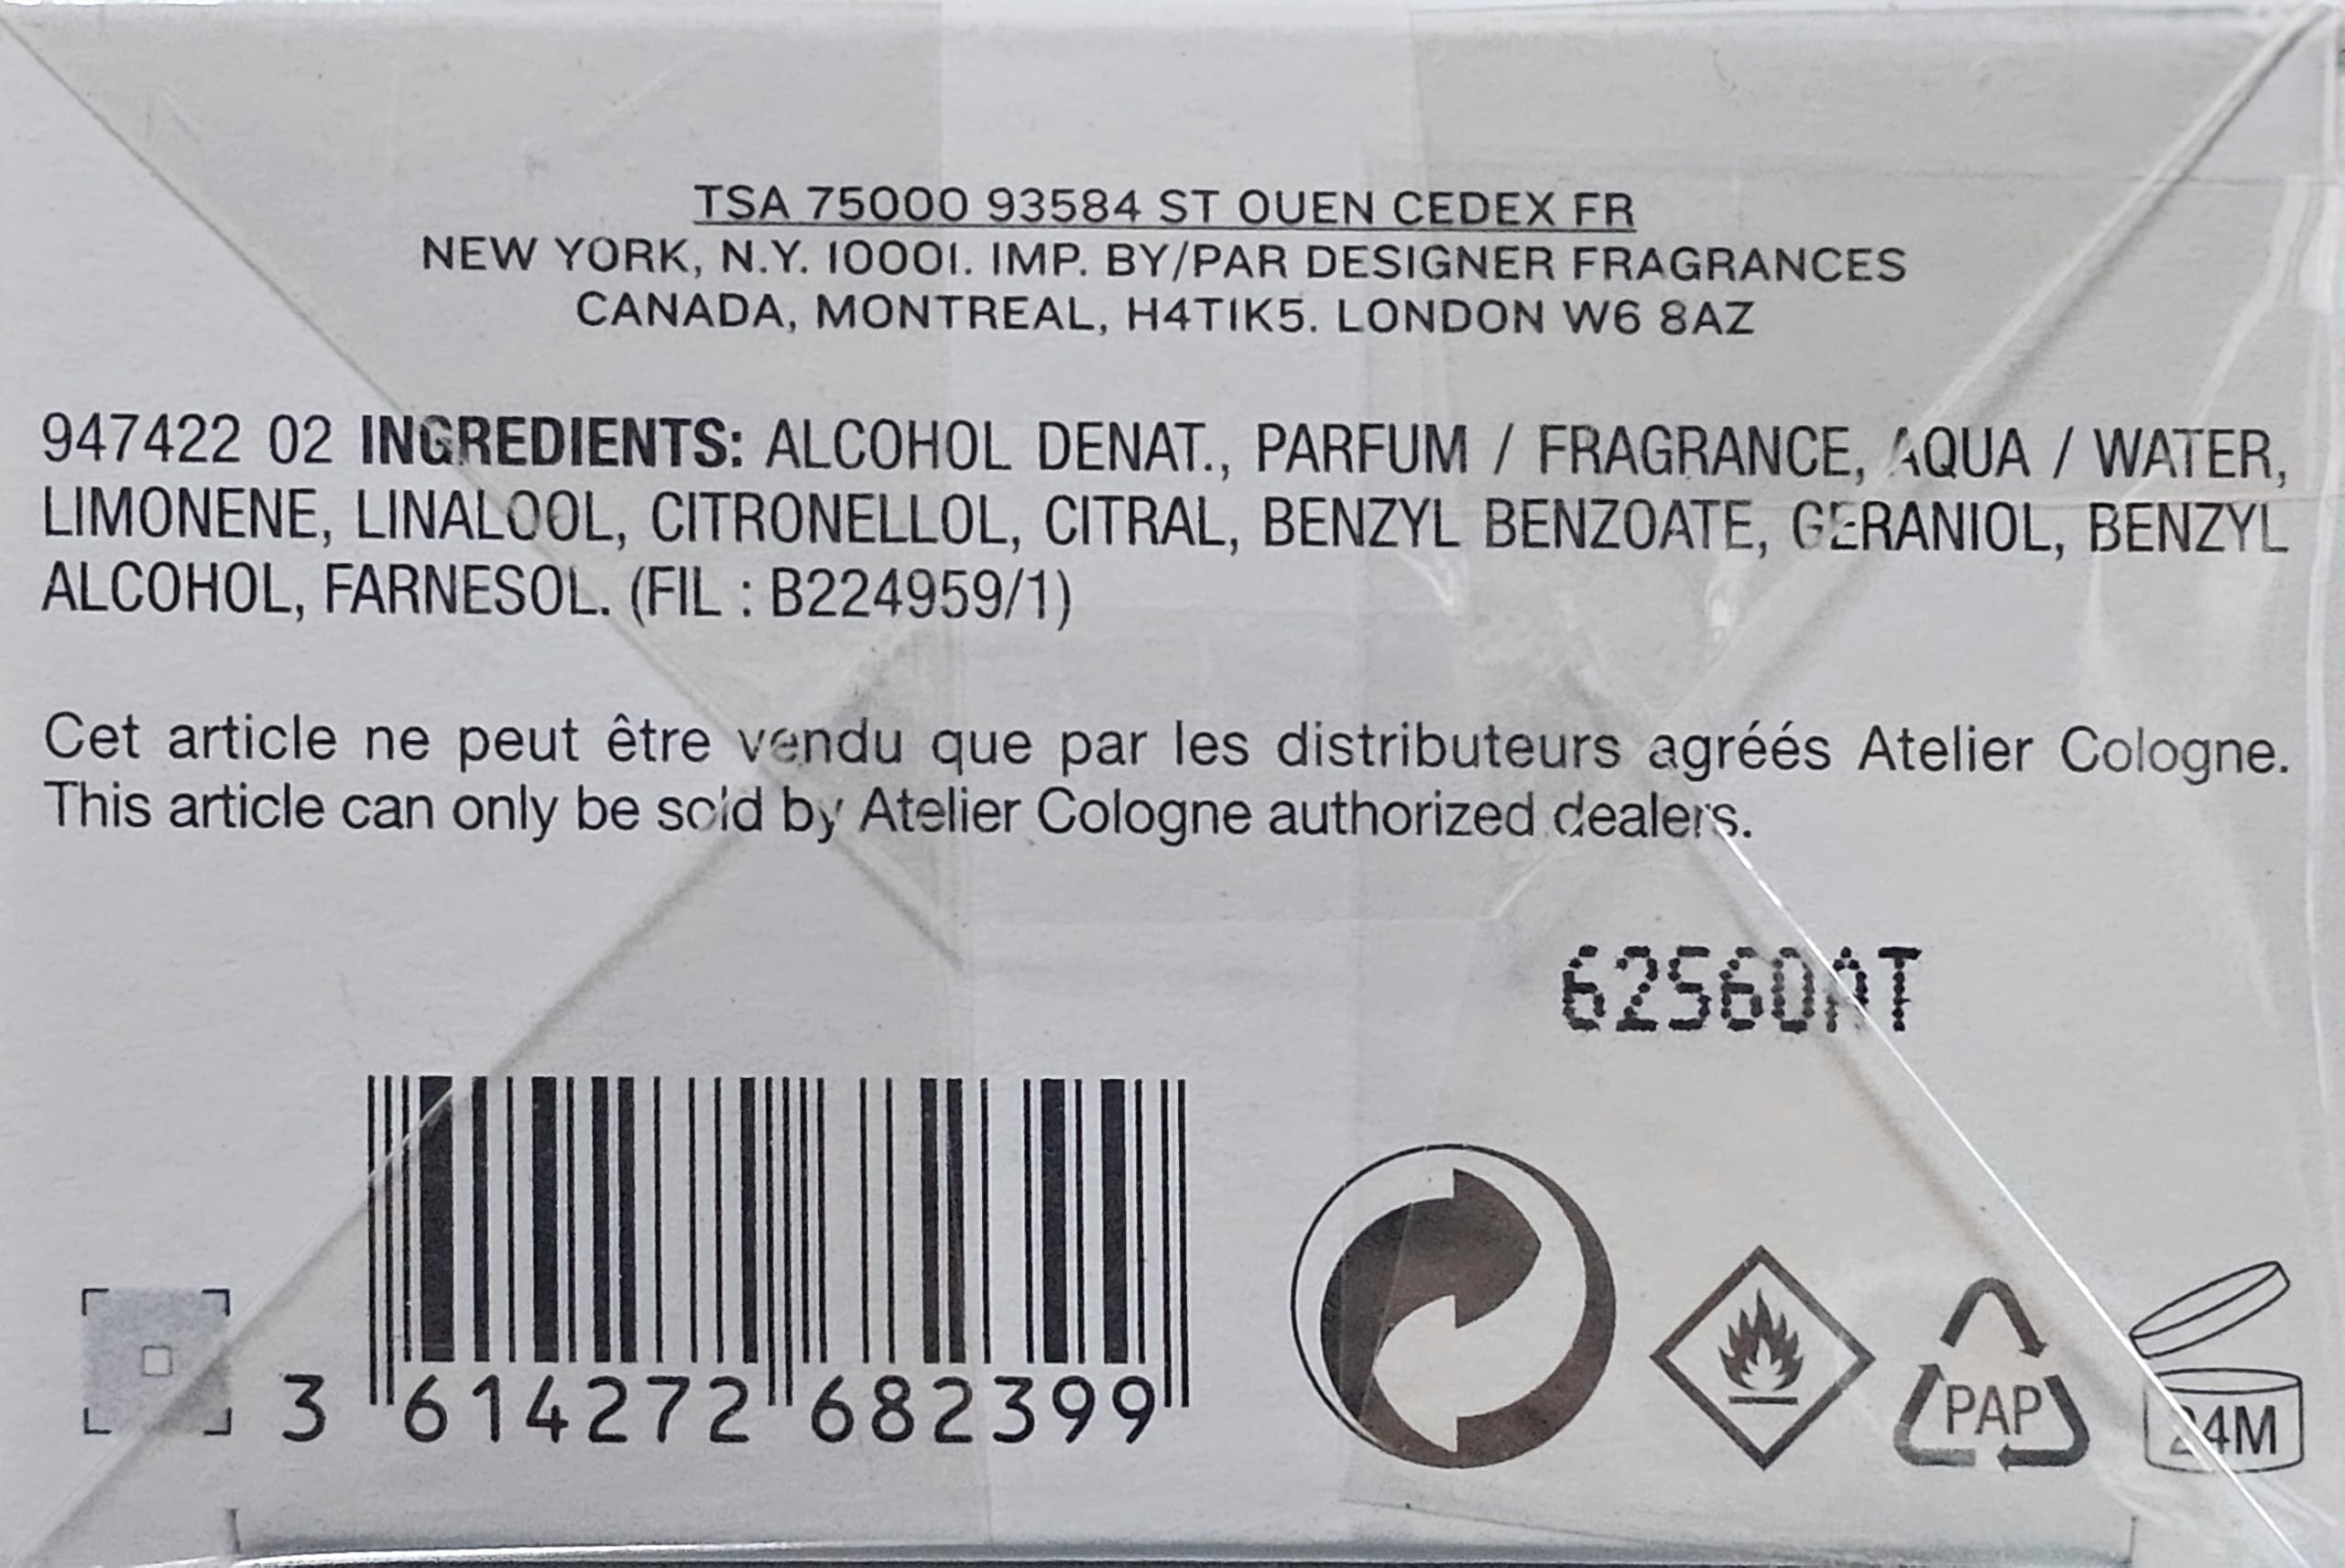 TSA 75000 93584 ST OUEN CEDEX FR
NEW YORK, N.Y. 10001. IMP. BY/PAR DESIGNER FRAGRANCES
CANADA, MONTREAL, H4T1K5. LONDON W6 8AZ
947422 02 INGREDIENTS: ALCOHOL DENAT., PARFUM / FRAGRANCE, AQUA / WATER,
LIMONENE, LINALOOL, CITRONELLOL, CITRAL, BENZYL BENZOATE, GERANIOL, BENZYL
ALCOHOL, FARNESOL. (FIL : B224959/1)
Cet article ne peut être vendu que par les distributeurs agréés Atelier Cologne.
This article can only be sold by Atelier Cologne authorized dealers.
62S60AT
3 614272 682399
PAP
24M